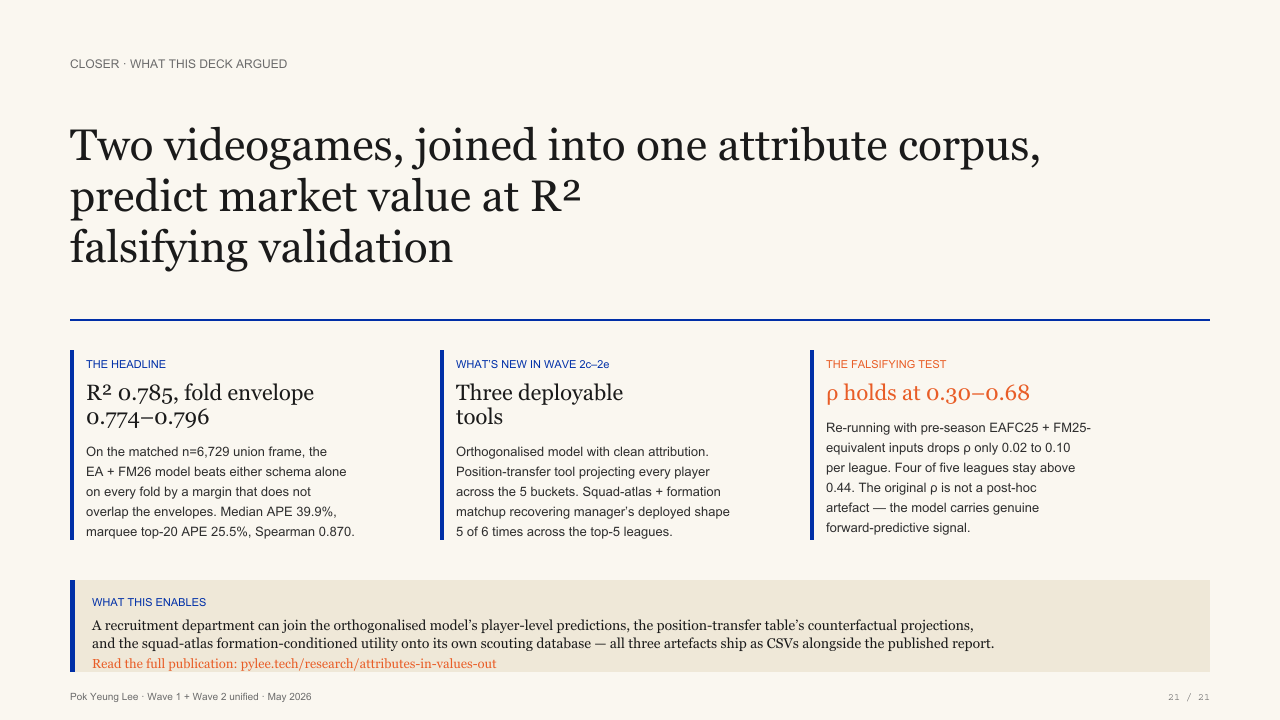 CLOSER · WHAT THIS DECK ARGUED
Two videogames, joined into one attribute corpus,
predict market value at R²
falsifying validation
THE HEADLINE
R² 0.785, fold envelope
0.774–0.796
On the matched n=6,729 union frame, the
EA + FM26 model beats either schema alone
on every fold by a margin that does not
overlap the envelopes. Median APE 39.9%,
marquee top-20 APE 25.5%, Spearman 0.870.
WHAT’S NEW IN WAVE 2c–2e
Three deployable
tools
Orthogonalised model with clean attribution.
Position-transfer tool projecting every player
across the 5 buckets. Squad-atlas + formation
matchup recovering manager’s deployed shape
5 of 6 times across the top-5 leagues.
THE FALSIFYING TEST
ρ holds at 0.30–0.68
Re-running with pre-season EAFC25 + FM25-
equivalent inputs drops ρ only 0.02 to 0.10
per league. Four of five leagues stay above
0.44. The original ρ is not a post-hoc
artefact — the model carries genuine
forward-predictive signal.
WHAT THIS ENABLES
A recruitment department can join the orthogonalised model’s player-level predictions, the position-transfer table’s counterfactual projections,
and the squad-atlas formation-conditioned utility onto its own scouting database — all three artefacts ship as CSVs alongside the published report.
Read the full publication: pylee.tech/research/attributes-in-values-out
Pok Yeung Lee · Wave 1 + Wave 2 unified · May 2026
21 / 21